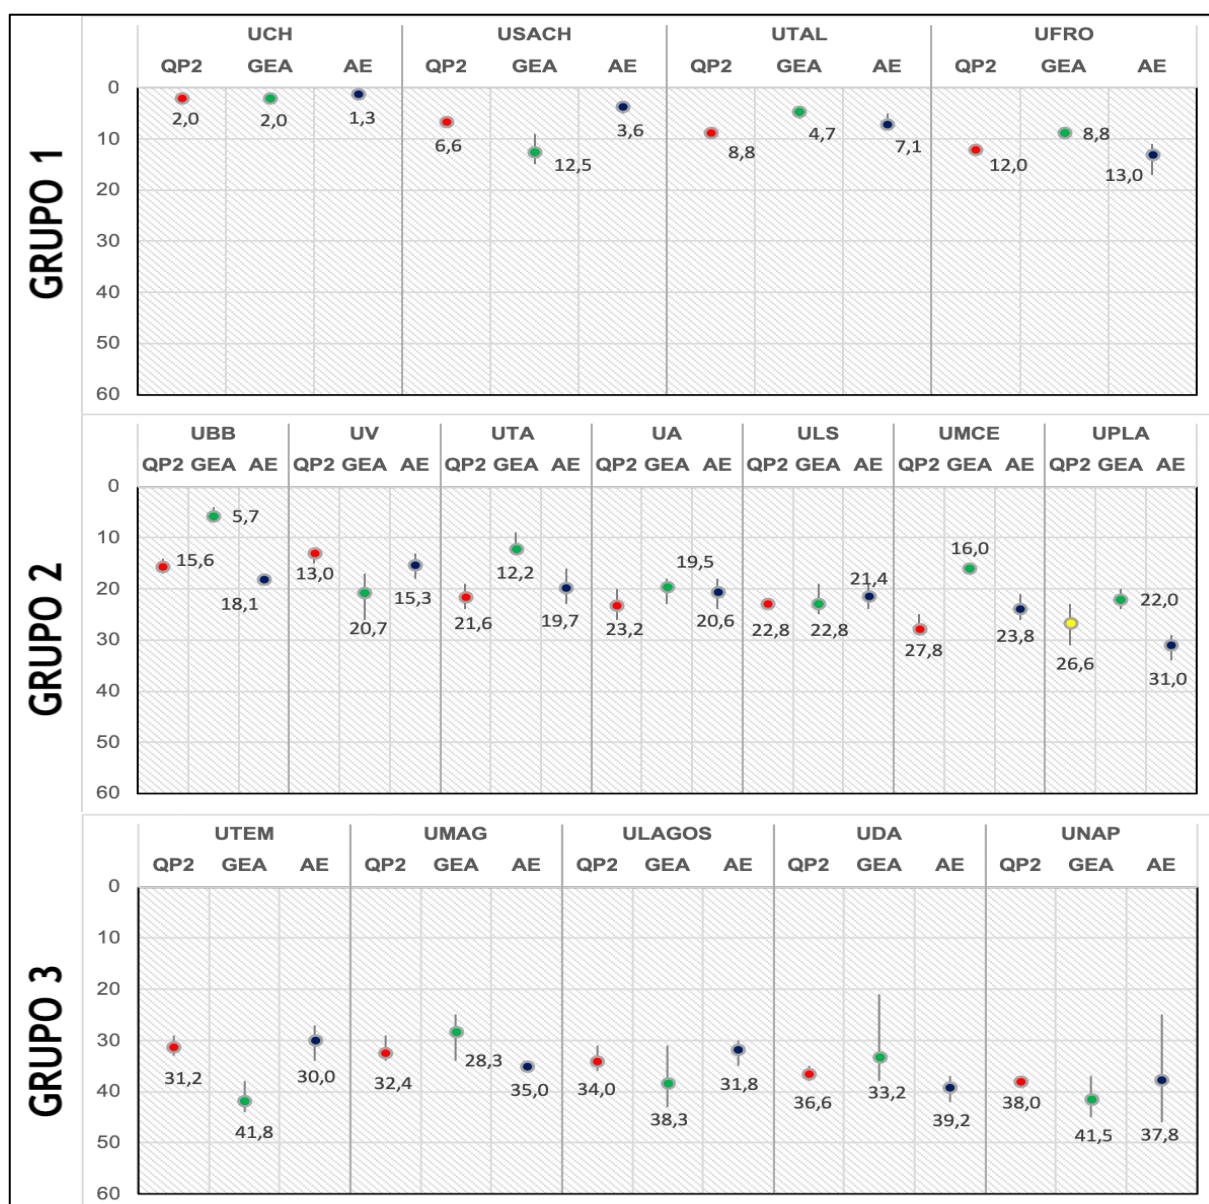 GRUPO 1
UCH USACH UTAL UFRO
QP2 GEA AE QP2 GEA AE QP2 GEA AE QP2 GEA AE
0
10
20
30
40
50
60
2,0 2,0 1,3 6,6 12,5 3,6 8,8 4,7 7,1 12,0 8,8 13,0
GRUPO 2
UBB UV UTA UA ULS UMCE UPLA
QP2 GEA AE QP2 GEA AE QP2 GEA AE QP2 GEA AE QP2 GEA AE QP2 GEA AE QP2 GEA AE
0
10
20
30
40
50
60
15,6 5,7 18,1 13,0 20,7 15,3 21,6 12,2 19,7 23,2 19,5 20,6 22,8 22,8 21,4 27,8 16,0 23,8 26,6 22,0 31,0
GRUPO 3
UTEM UMAG ULAGOS UDA UNAP
QP2 GEA AE QP2 GEA AE QP2 GEA AE QP2 GEA AE QP2 GEA AE
0
10
20
30
40
50
60
31,2 41,8 30,0 32,4 28,3 35,0 34,0 38,3 31,8 36,6 33,2 39,2 38,0 41,5 37,8